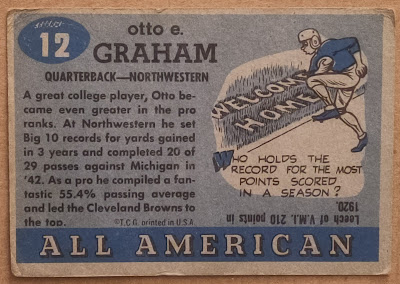 12
otto e.
GRAHAM
QUARTERBACK—NORTHWESTERN
A great college player, Otto be-
came even greater in the pro
ranks. At Northwestern he set
Big 10 records for yards gained
in 3 years and completed 20 of
29 passes against Michigan in
'42. As a pro he compiled a fan-
tastic 55.4% passing average
and led the Cleveland Browns to
the top.
©T.C.G. printed in U.S.A.
WELCOME
HOME
WHO HOLDS THE
RECORD FOR THE MOST
POINTS SCORED
IN A SEASON?
Leech of V.M.I. 210 points in
1920.
ALL AMERICAN